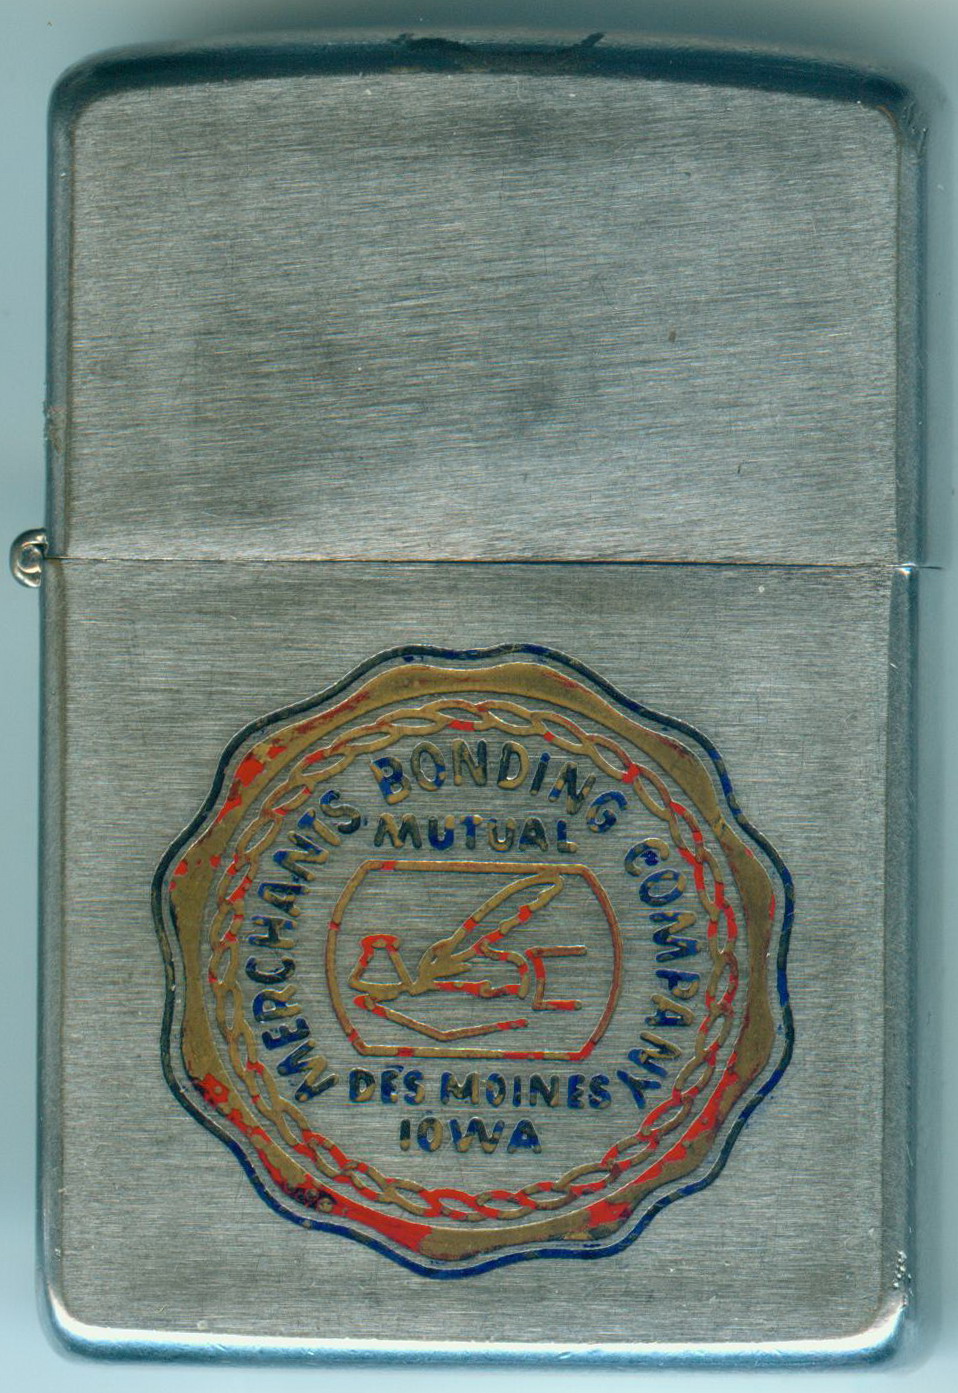 MERCHANTS BONDING COMPANY
MUTUAL
DES MOINES
IOWA